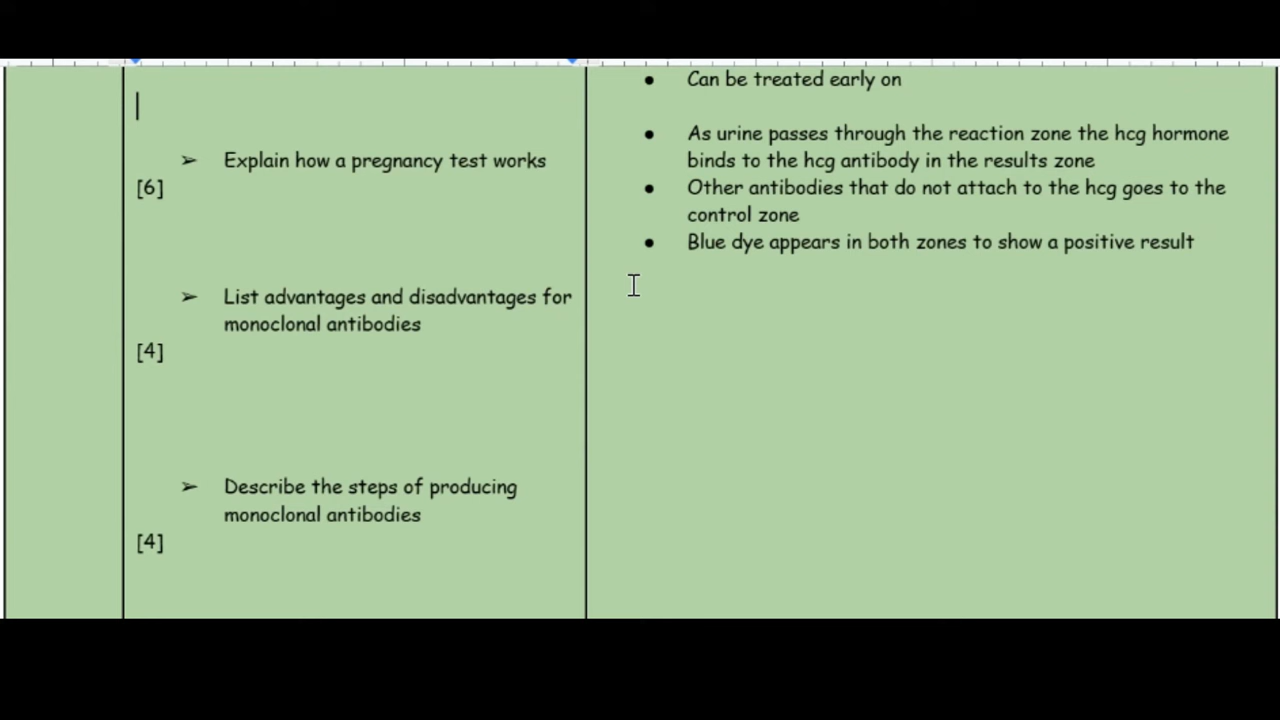 Explain how a pregnancy test works
[6]
List advantages and disadvantages for
monoclonal antibodies
[4]
Describe the steps of producing
monoclonal antibodies
[4]
Can be treated early on
As urine passes through the reaction zone the hcg hormone
binds to the hcg antibody in the results zone
Other antibodies that do not attach to the hcg goes to the
control zone
Blue dye appears in both zones to show a positive result